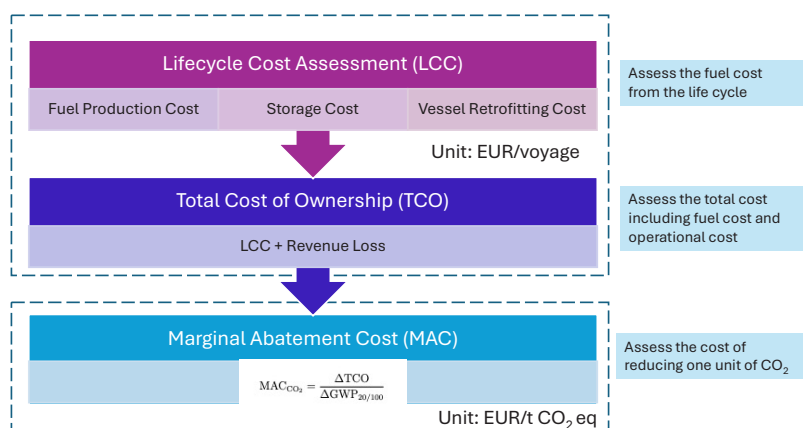 Lifecycle Cost Assessment (LCC)
Fuel Production Cost
Storage Cost
Vessel Retrofitting Cost
Assess the fuel cost
from the life cycle
Unit: EUR/voyage
Total Cost of Ownership (TCO)
LCC + Revenue Loss
Assess the total cost
including fuel cost and
operational cost
Marginal Abatement Cost (MAC)
MAC_CO₂ = ΔTCO / ΔGWP_20/100
Assess the cost of
reducing one unit of CO₂
Unit: EUR/t CO₂ eq